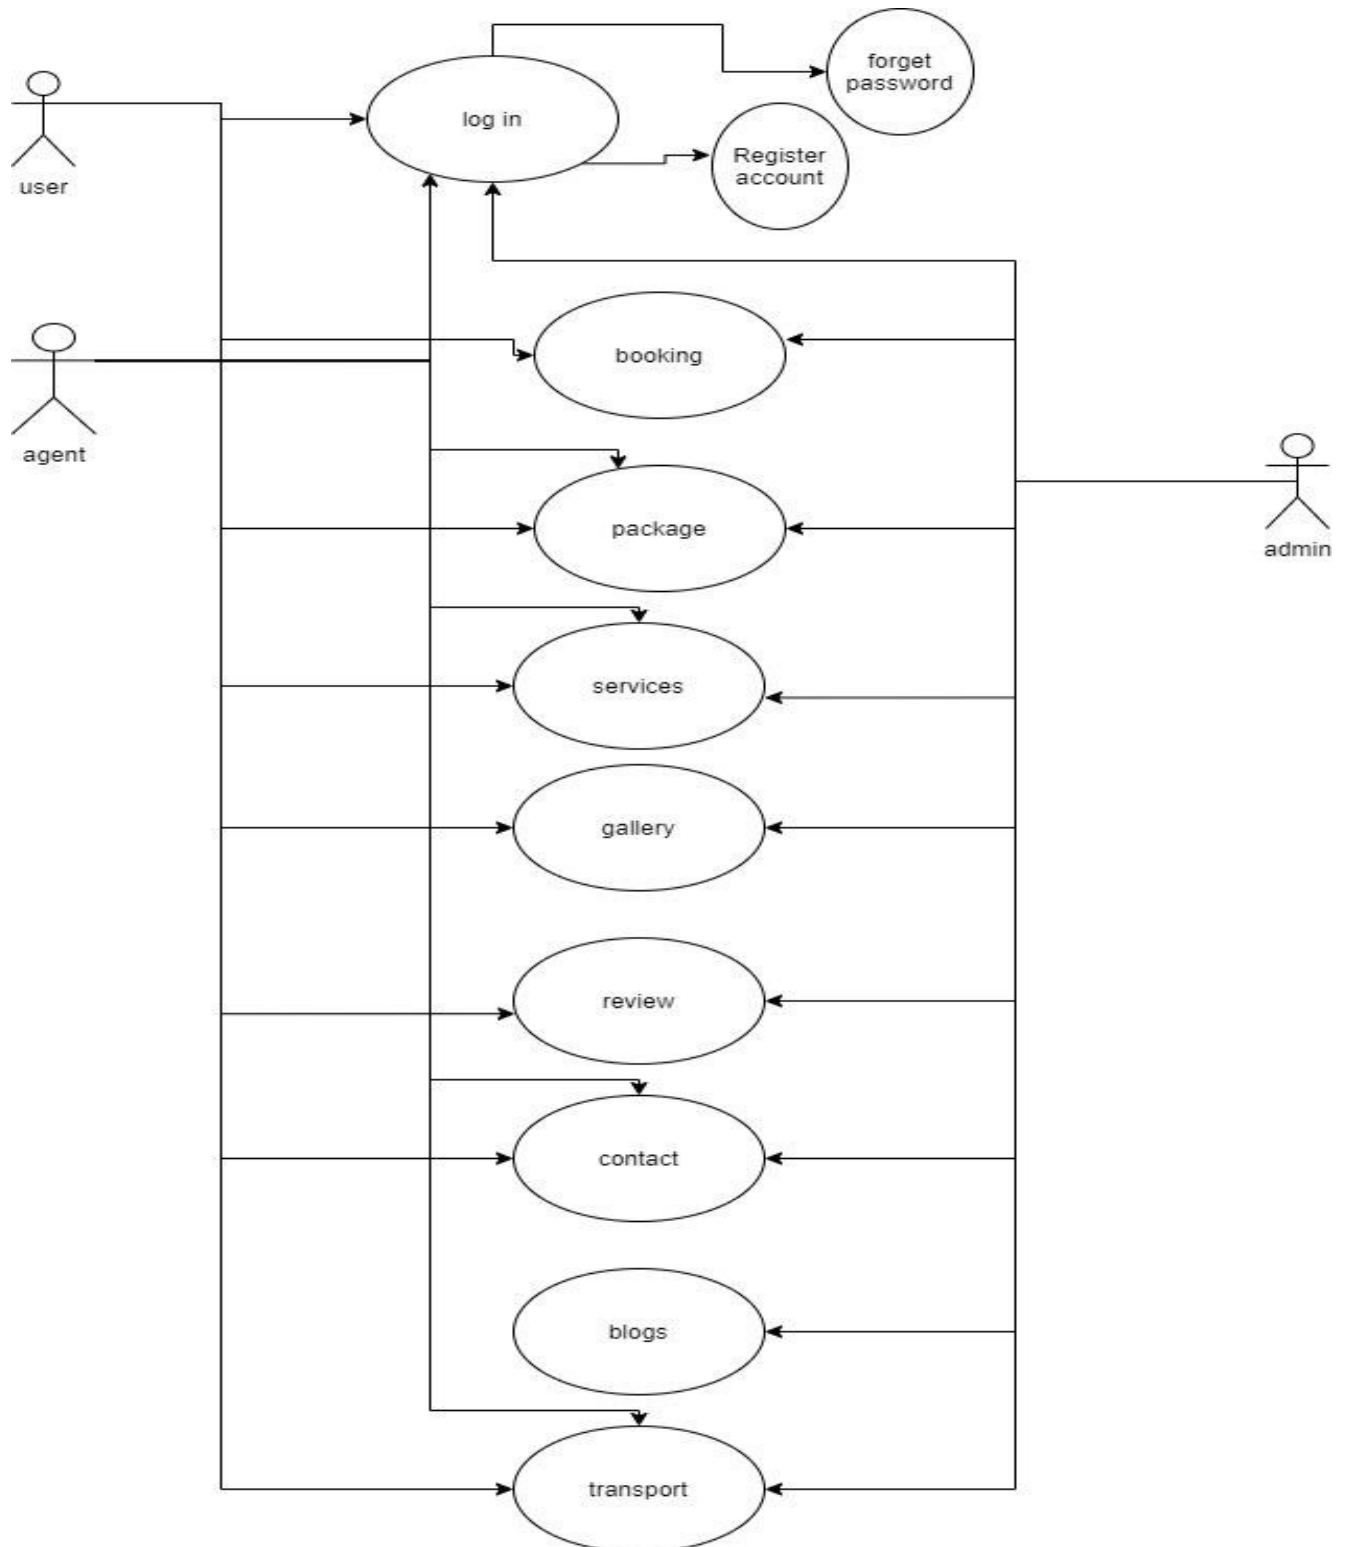 forget
password
log in
Register
account
user
booking
agent
package
admin
services
gallery
review
contact
blogs
transport